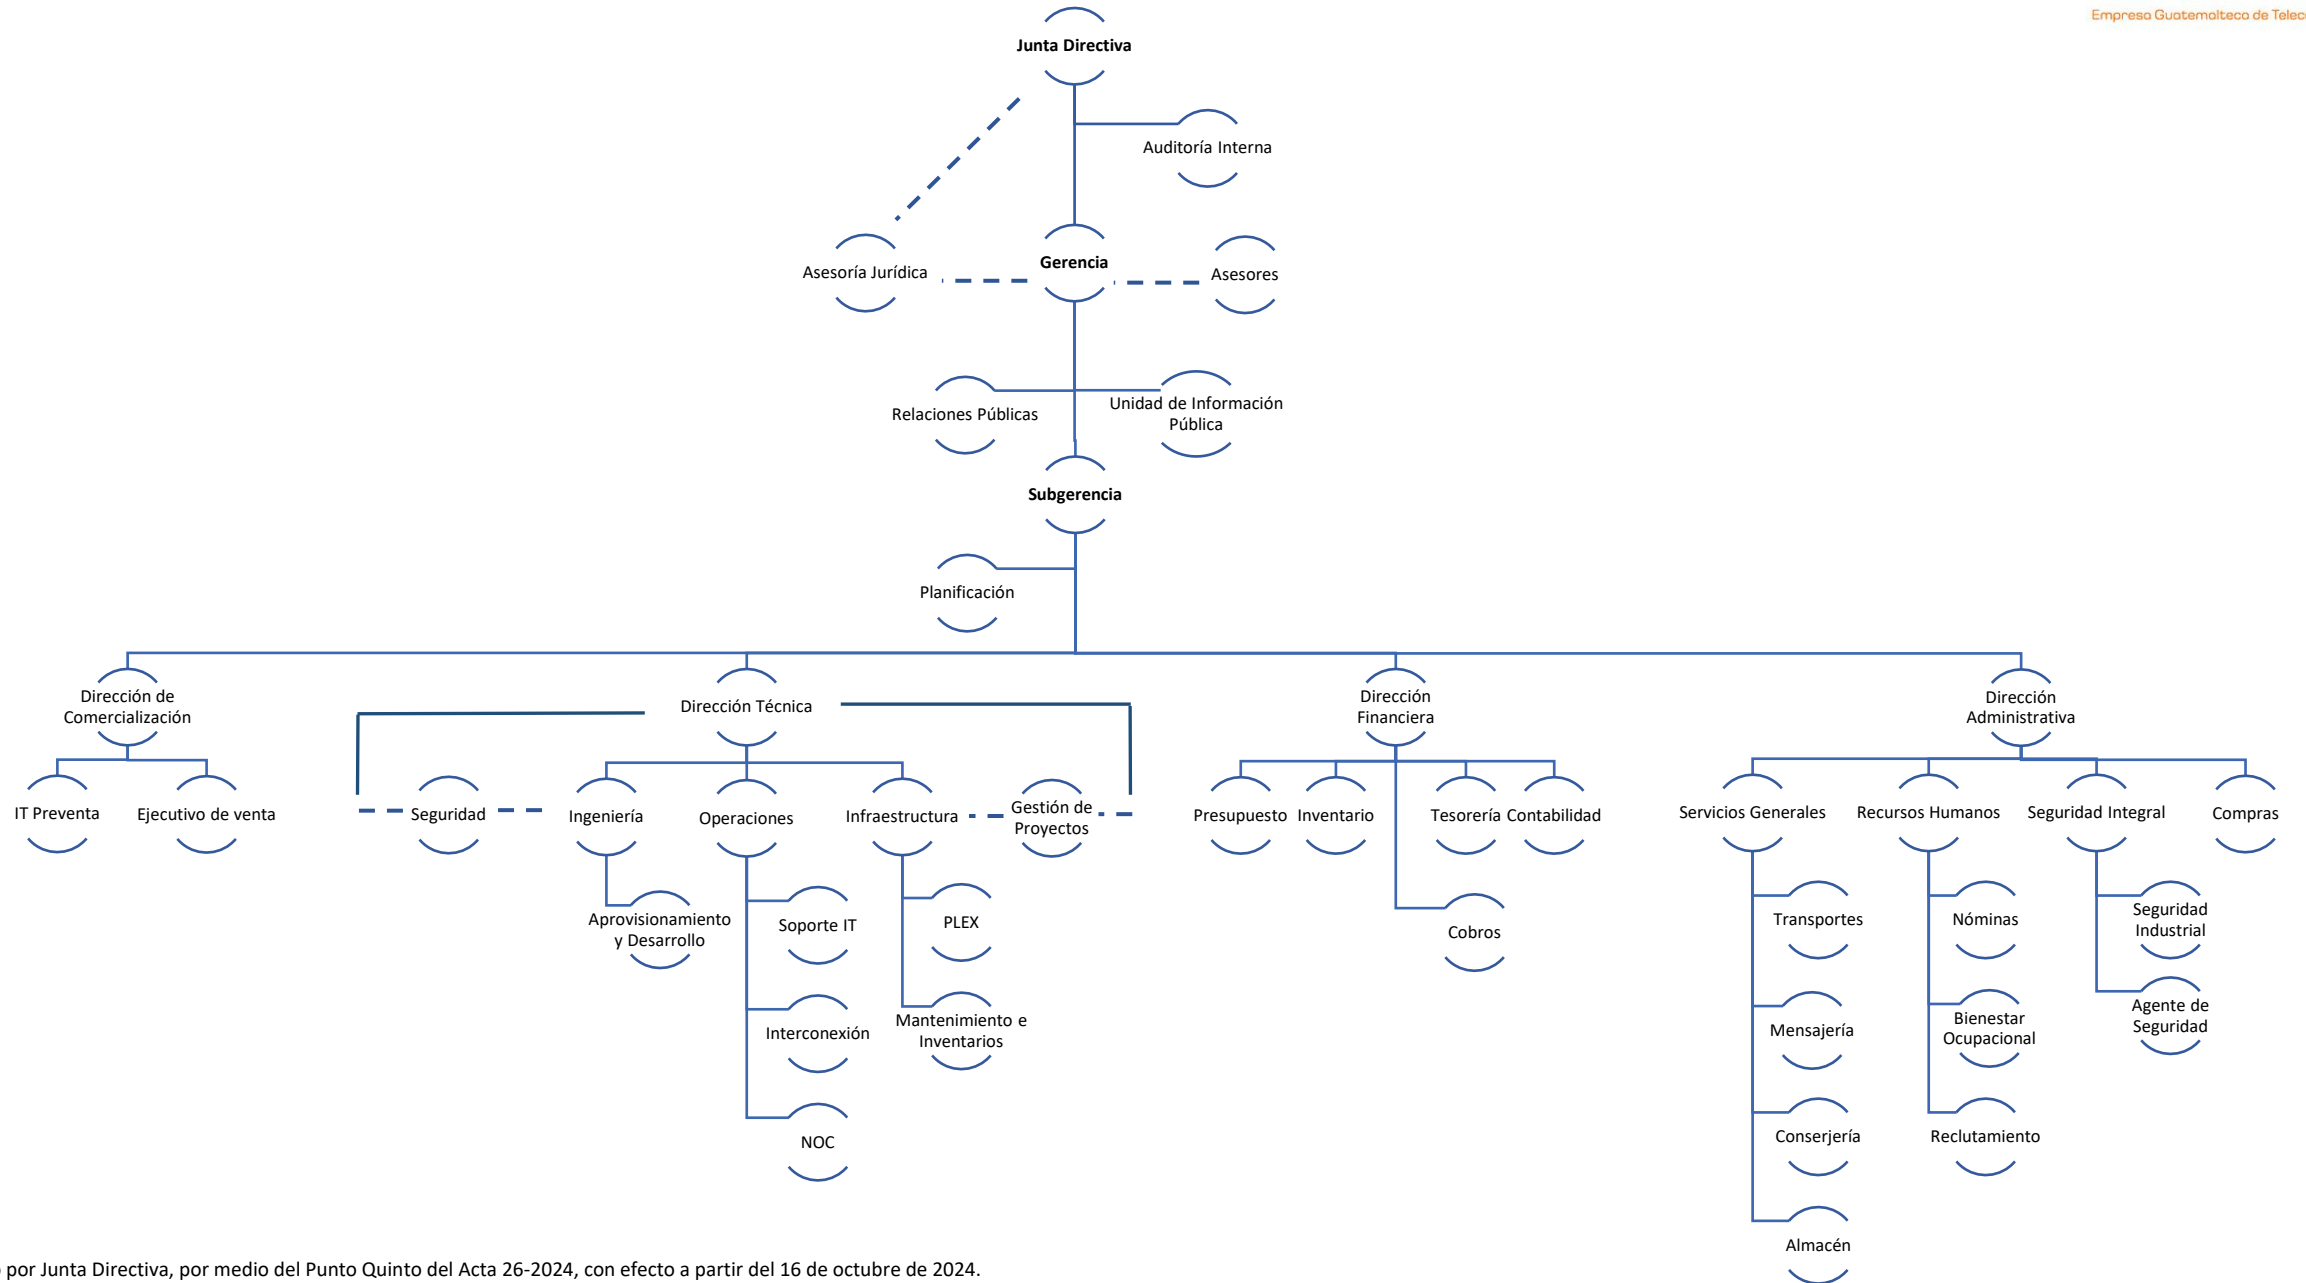 Empresa Guatemalteca de
Junta Directiva
Auditoría Interna
Asesoría Jurídica
Gerencia
Asesores
Relaciones Públicas
Unidad de Información
Pública
Subgerencia
Planificación
Dirección de
Comercialización
Dirección Técnica
Dirección
Financiera
Dirección
Administrativa
IT Preventa
Ejecutivo de venta
Seguridad
Ingeniería
Operaciones
Infraestructura
Gestión de
Proyectos
Presupuesto
Inventario
Tesorería
Contabilidad
Servicios Generales
Recursos Humanos
Seguridad Integral
Compras
Aprovisionamiento
y Desarrollo
Soporte IT
PLEX
Cobros
Transportes
Nóminas
Seguridad
Industrial
Interconexión
Mantenimiento e
Inventarios
Mensajería
Bienestar
Ocupacional
Agente de
Seguridad
NOC
Conserjería
Reclutamiento
Almacén
por Junta Directiva, por medio del Punto Quinto del Acta 26-2024, con efecto a partir del 16 de octubre de 2024.